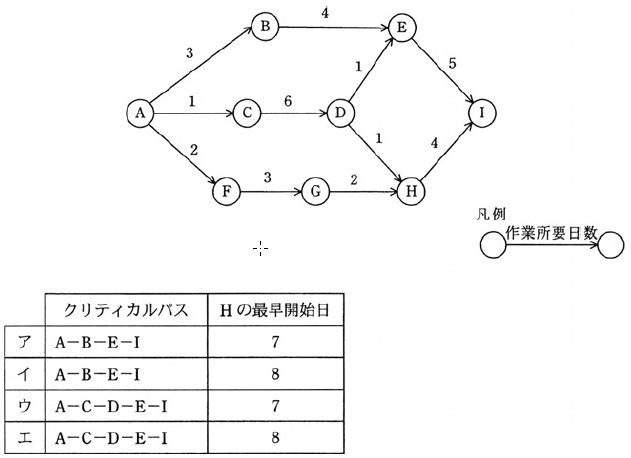 4
B
E
3
1
5
A
1
C
6
D
I
2
1
4
F
3
G
2
H
凡例
作業所要日数
クリティカルパス Hの最早開始日
ア A−B−E−I 7
イ A−B−E−I 8
ウ A−C−D−E−I 7
エ A−C−D−E−I 8